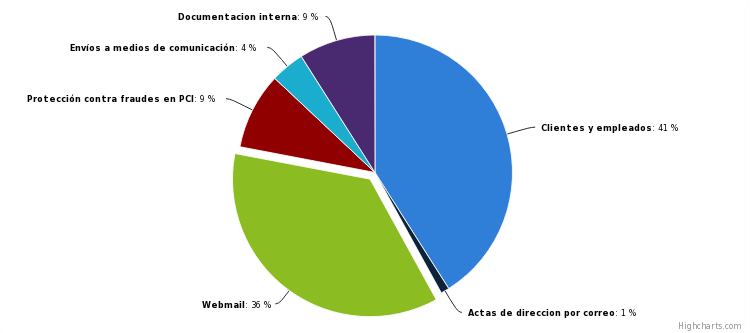 Documentacion interna: 9 %
Envíos a medios de comunicación: 4 %
Protección contra fraudes en PCI: 9 %
Clientes y empleados: 41 %
Webmail: 36 %
Actas de direccion por correo: 1 %
Highcharts.com